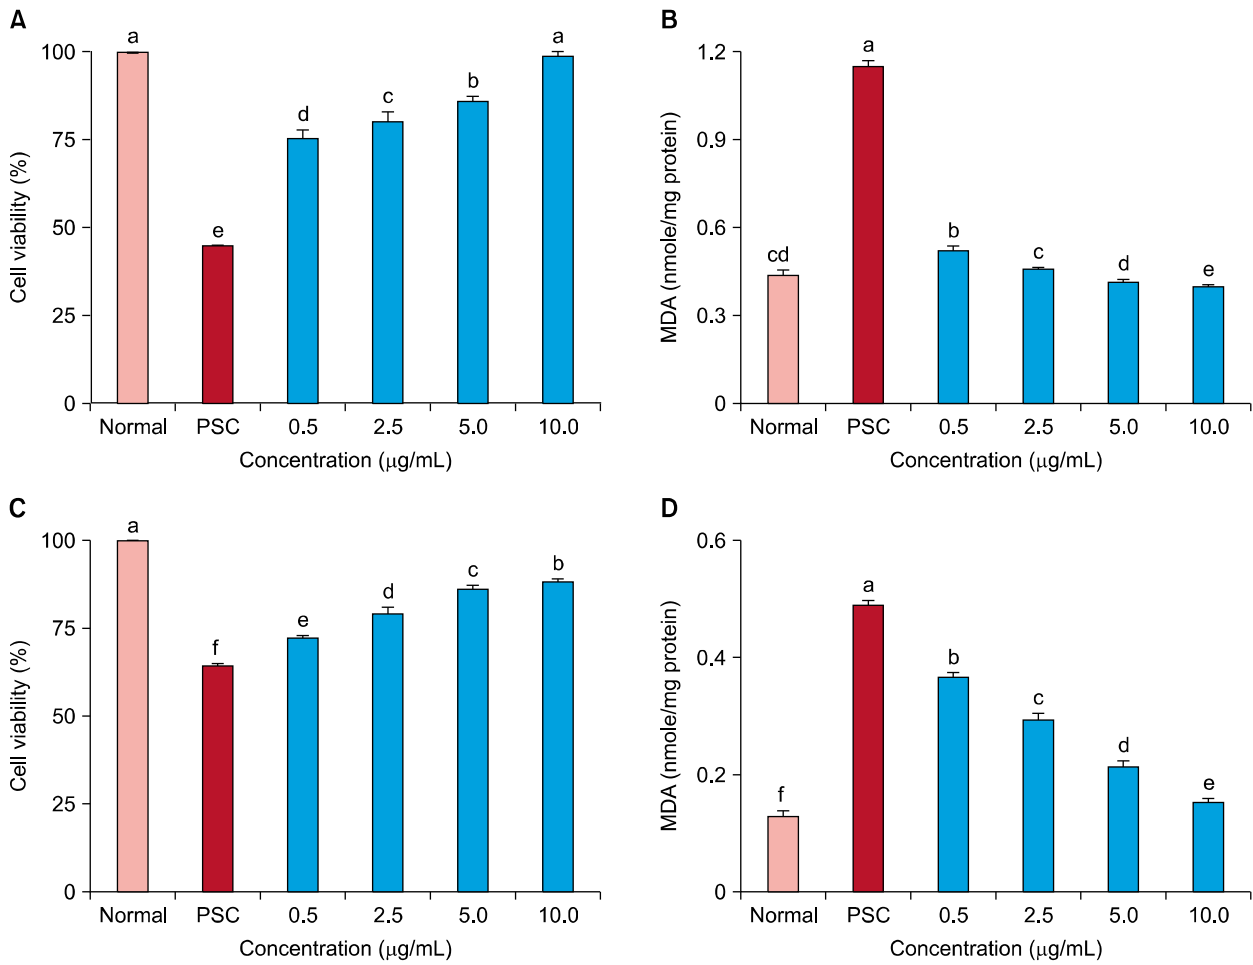 A
Cell viability (%)
100
75
50
25
0
a
e
d
c
b
a
Normal PSC 0.5 2.5 5.0 10.0
Concentration (μg/mL)
B
MDA (nmole/mg protein)
1.2
0.9
0.6
0.3
0
cd
a
b
c
d
e
Normal PSC 0.5 2.5 5.0 10.0
Concentration (μg/mL)
C
Cell viability (%)
100
75
50
25
0
a
f
e
d
c
b
Normal PSC 0.5 2.5 5.0 10.0
Concentration (μg/mL)
D
MDA (nmole/mg protein)
0.6
0.4
0.2
0
f
a
b
c
d
e
Normal PSC 0.5 2.5 5.0 10.0
Concentration (μg/mL)